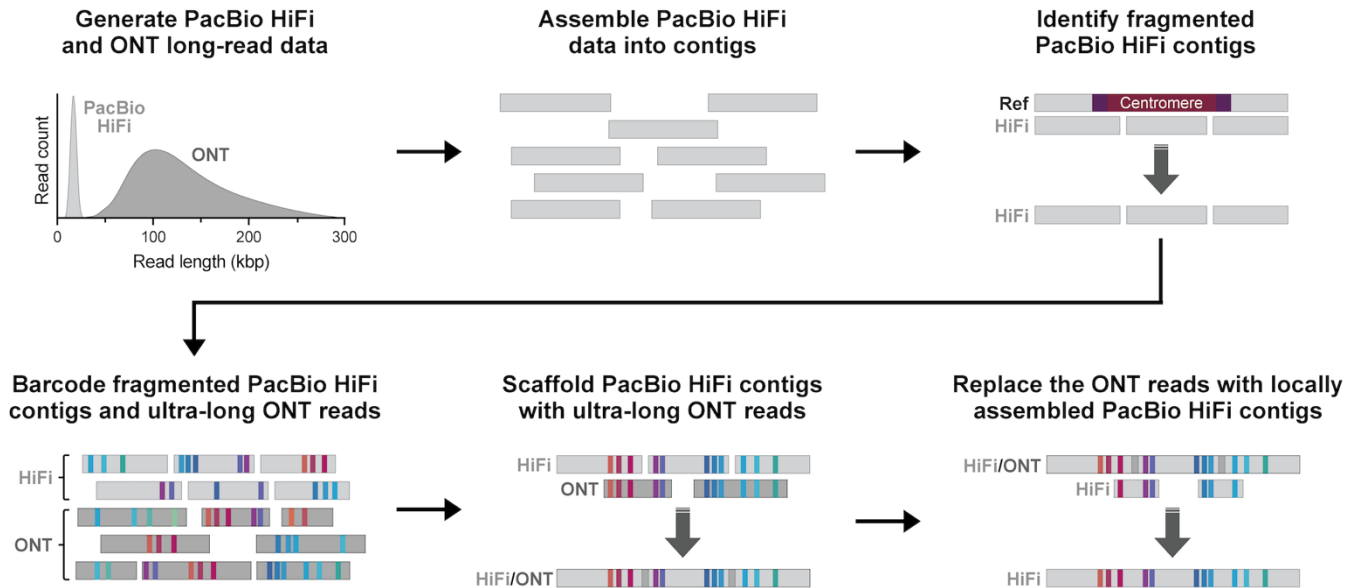 Generate PacBio HiFi
and ONT long-read data
Read count
PacBio
HiFi
ONT
0
100
200
300
Read length (kbp)
Assemble PacBio HiFi
data into contigs
Identify fragmented
PacBio HiFi contigs
Ref
Centromere
HiFi
HiFi
Barcode fragmented PacBio HiFi
contigs and ultra-long ONT reads
HiFi
ONT
Scaffold PacBio HiFi contigs
with ultra-long ONT reads
HiFi
ONT
HiFi/ONT
Replace the ONT reads with locally
assembled PacBio HiFi contigs
HiFi/ONT
HiFi
HiFi